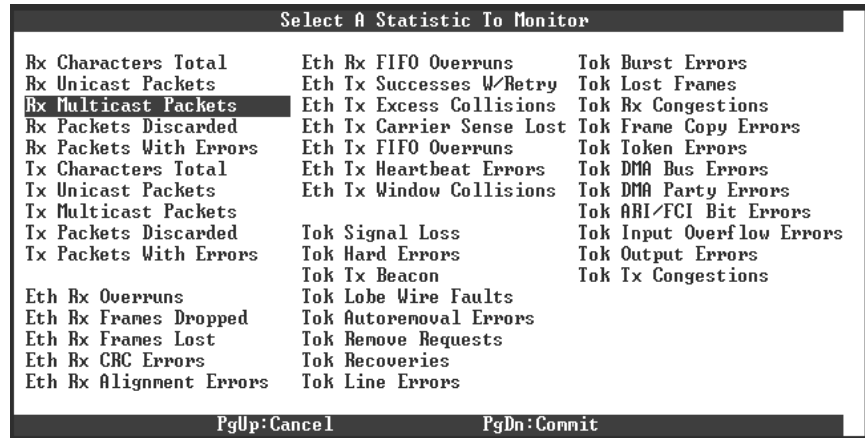 Select A Statistic To Monitor
Rx Characters Total Eth Rx FIFO Overruns Tok Burst Errors
Rx Unicast Packets Eth Tx Successes W/Retry Tok Lost Frames
Rx Multicast Packets Eth Tx Excess Collisions Tok Rx Congestions
Rx Packets Discarded Eth Tx Carrier Sense Lost Tok Frame Copy Errors
Rx Packets With Errors Eth Tx FIFO Overruns Tok Token Errors
Tx Characters Total Eth Tx Heartbeat Errors Tok DMA Bus Errors
Tx Unicast Packets Eth Tx Window Collisions Tok DMA Party Errors
Tx Multicast Packets Tok ARI/FCI Bit Errors
Tx Packets Discarded Tok Signal Loss Tok Input Overflow Errors
Tx Packets With Errors Tok Hard Errors Tok Output Errors
Tok Tx Beacon Tok Tx Congestions
Eth Rx Overruns Tok Lobe Wire Faults
Eth Rx Frames Dropped Tok Autoremoval Errors
Eth Rx Frames Lost Tok Remove Requests
Eth Rx CRC Errors Tok Recoveries
Eth Rx Alignment Errors Tok Line Errors
PgUp:Cancel PgDn:Commit